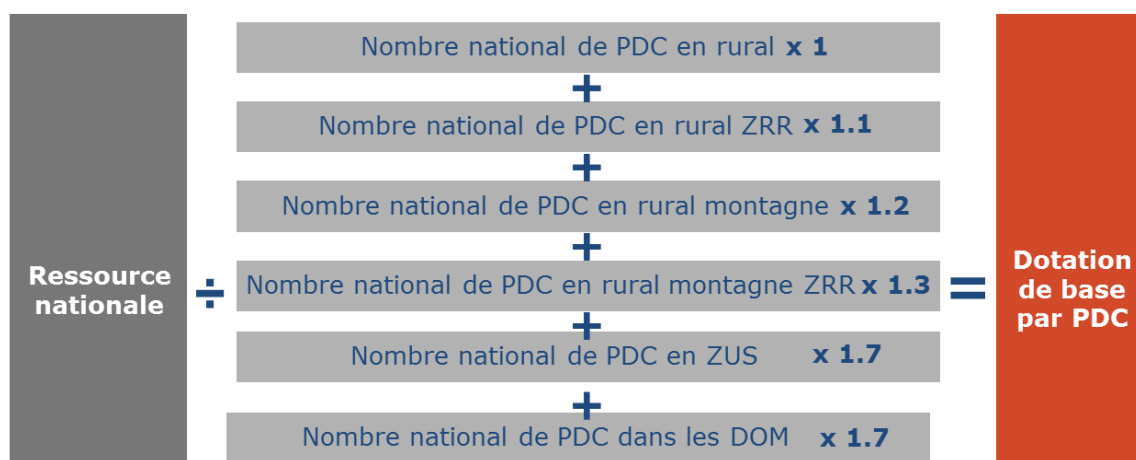 Ressource
nationale
÷
Nombre national de PDC en rural x 1
+
Nombre national de PDC en rural ZRR x 1.1
+
Nombre national de PDC en rural montagne x 1.2
+
Nombre national de PDC en rural montagne ZRR x 1.3
+
Nombre national de PDC en ZUS x 1.7
+
Nombre national de PDC dans les DOM x 1.7
=
Dotation
de base
par PDC